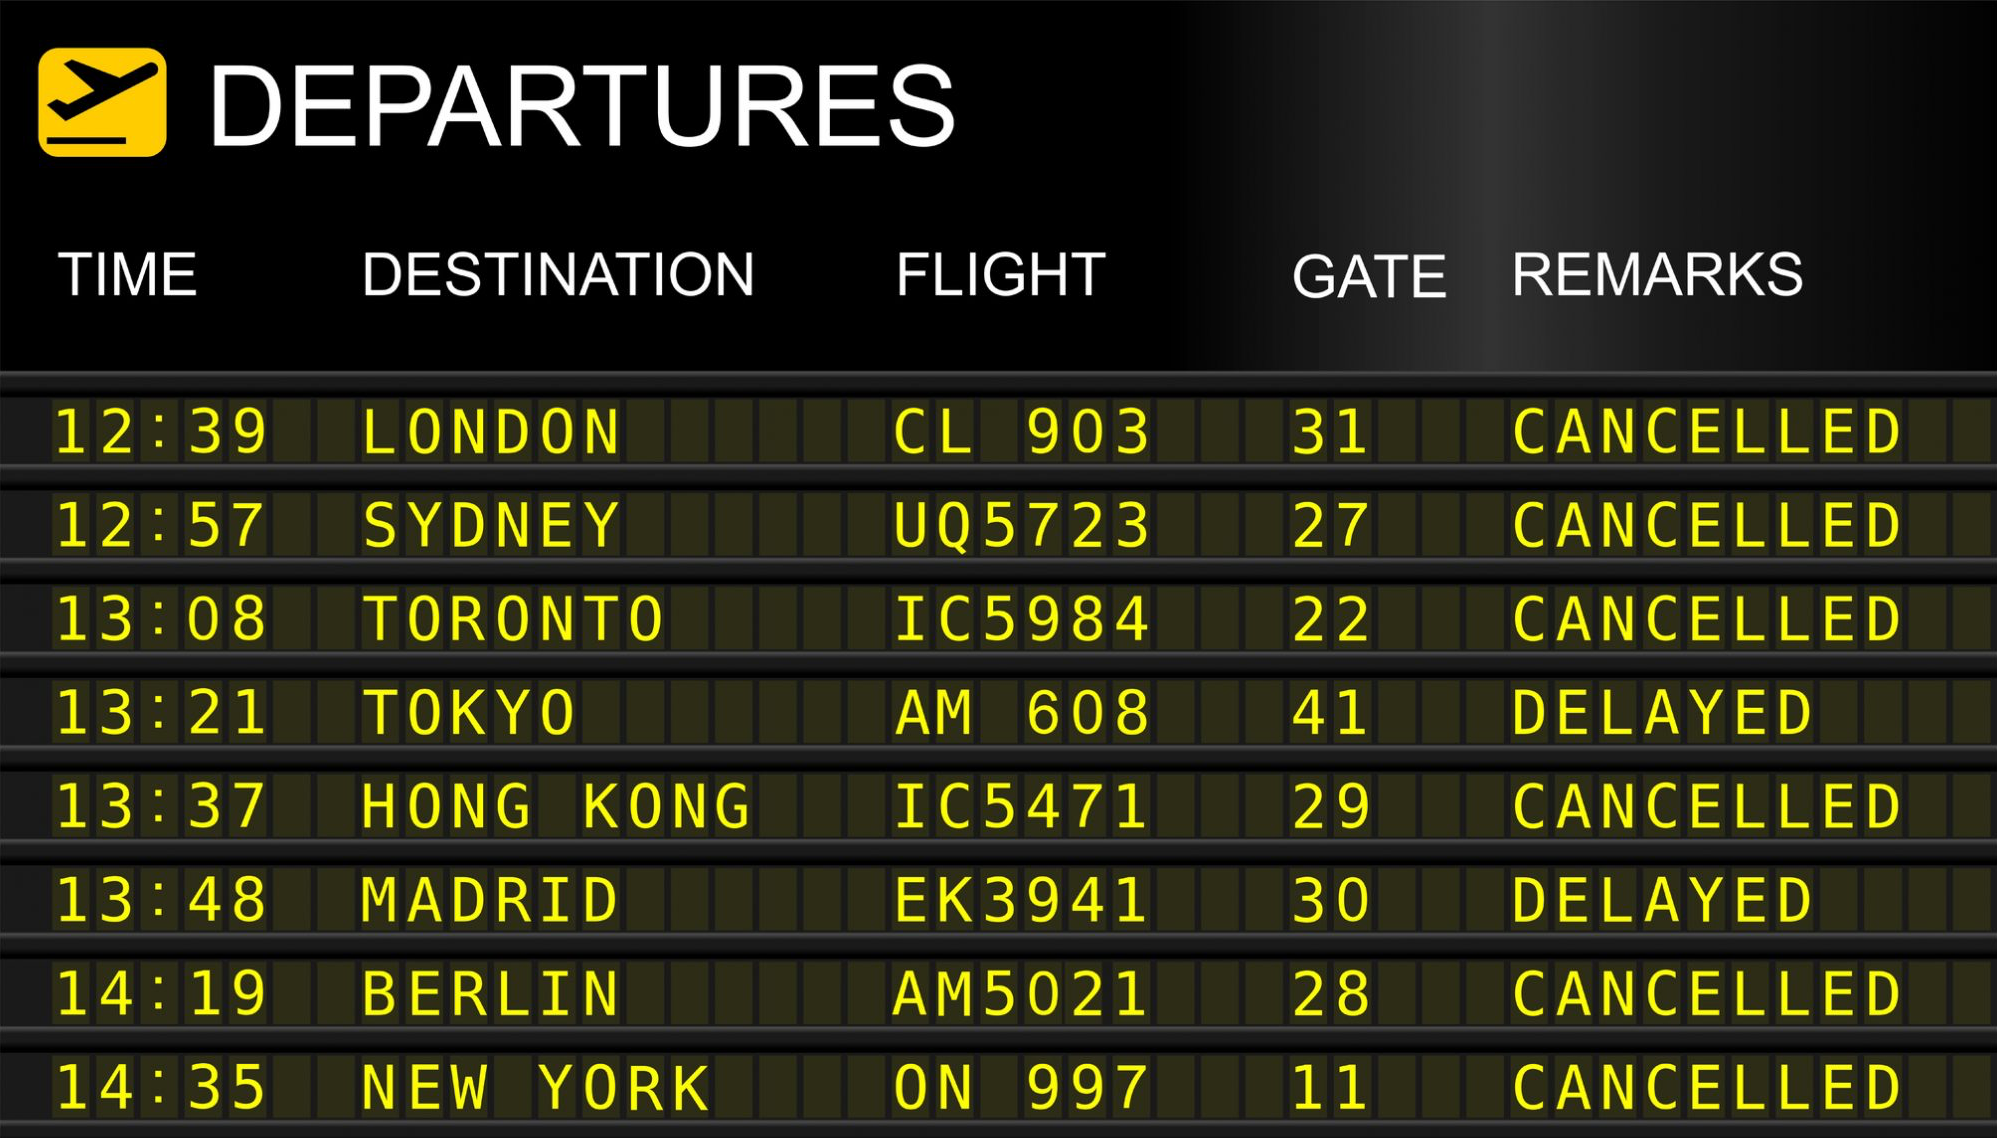 DEPARTURES
TIME DESTINATION FLIGHT GATE REMARKS
12:39 LONDON CL 903 31 CANCELLED
12:57 SYDNEY UQ5723 27 CANCELLED
13:08 TORONTO IC5984 22 CANCELLED
13:21 TOKYO AM 608 41 DELAYED
13:37 HONG KONG IC5471 29 CANCELLED
13:48 MADRID EK3941 30 DELAYED
14:19 BERLIN AM5021 28 CANCELLED
14:35 NEW YORK ON 997 11 CANCELLED